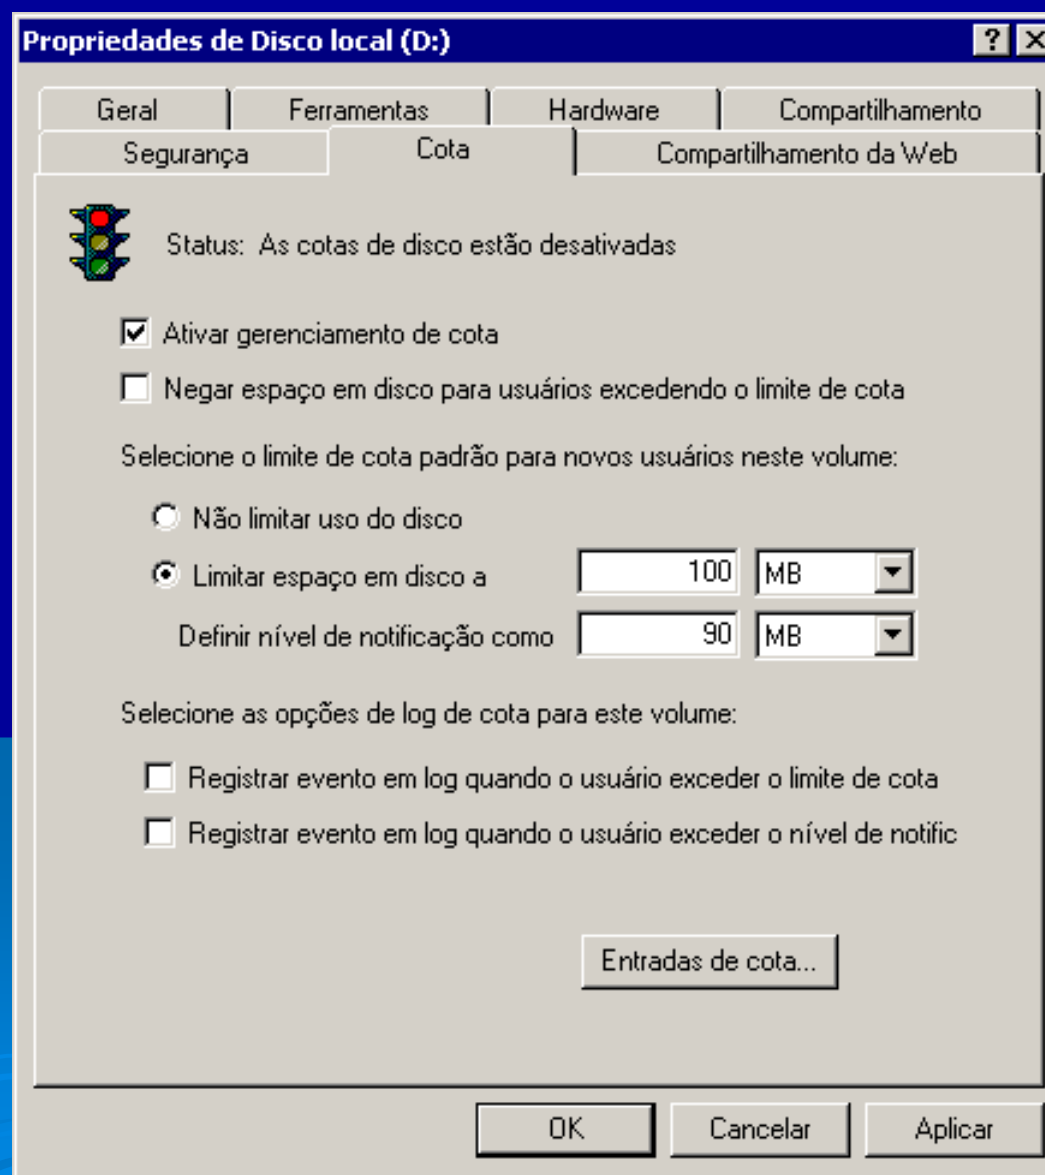 Propriedades de Disco local (D:)
Geral Ferramentas Hardware Compartilhamento
Segurança Cota Compartilhamento da Web
Status: As cotas de disco estão desativadas
Ativar gerenciamento de cota
Negar espaço em disco para usuários excedendo o limite de cota
Selecione o limite de cota padrão para novos usuários neste volume:
Não limitar uso do disco
Limitar espaço em disco a 100 MB
Definir nível de notificação como 90 MB
Selecione as opções de log de cota para este volume:
Registrar evento em log quando o usuário exceder o limite de cota
Registrar evento em log quando o usuário exceder o nível de notific
Entradas de cota...
OK Cancelar Aplicar